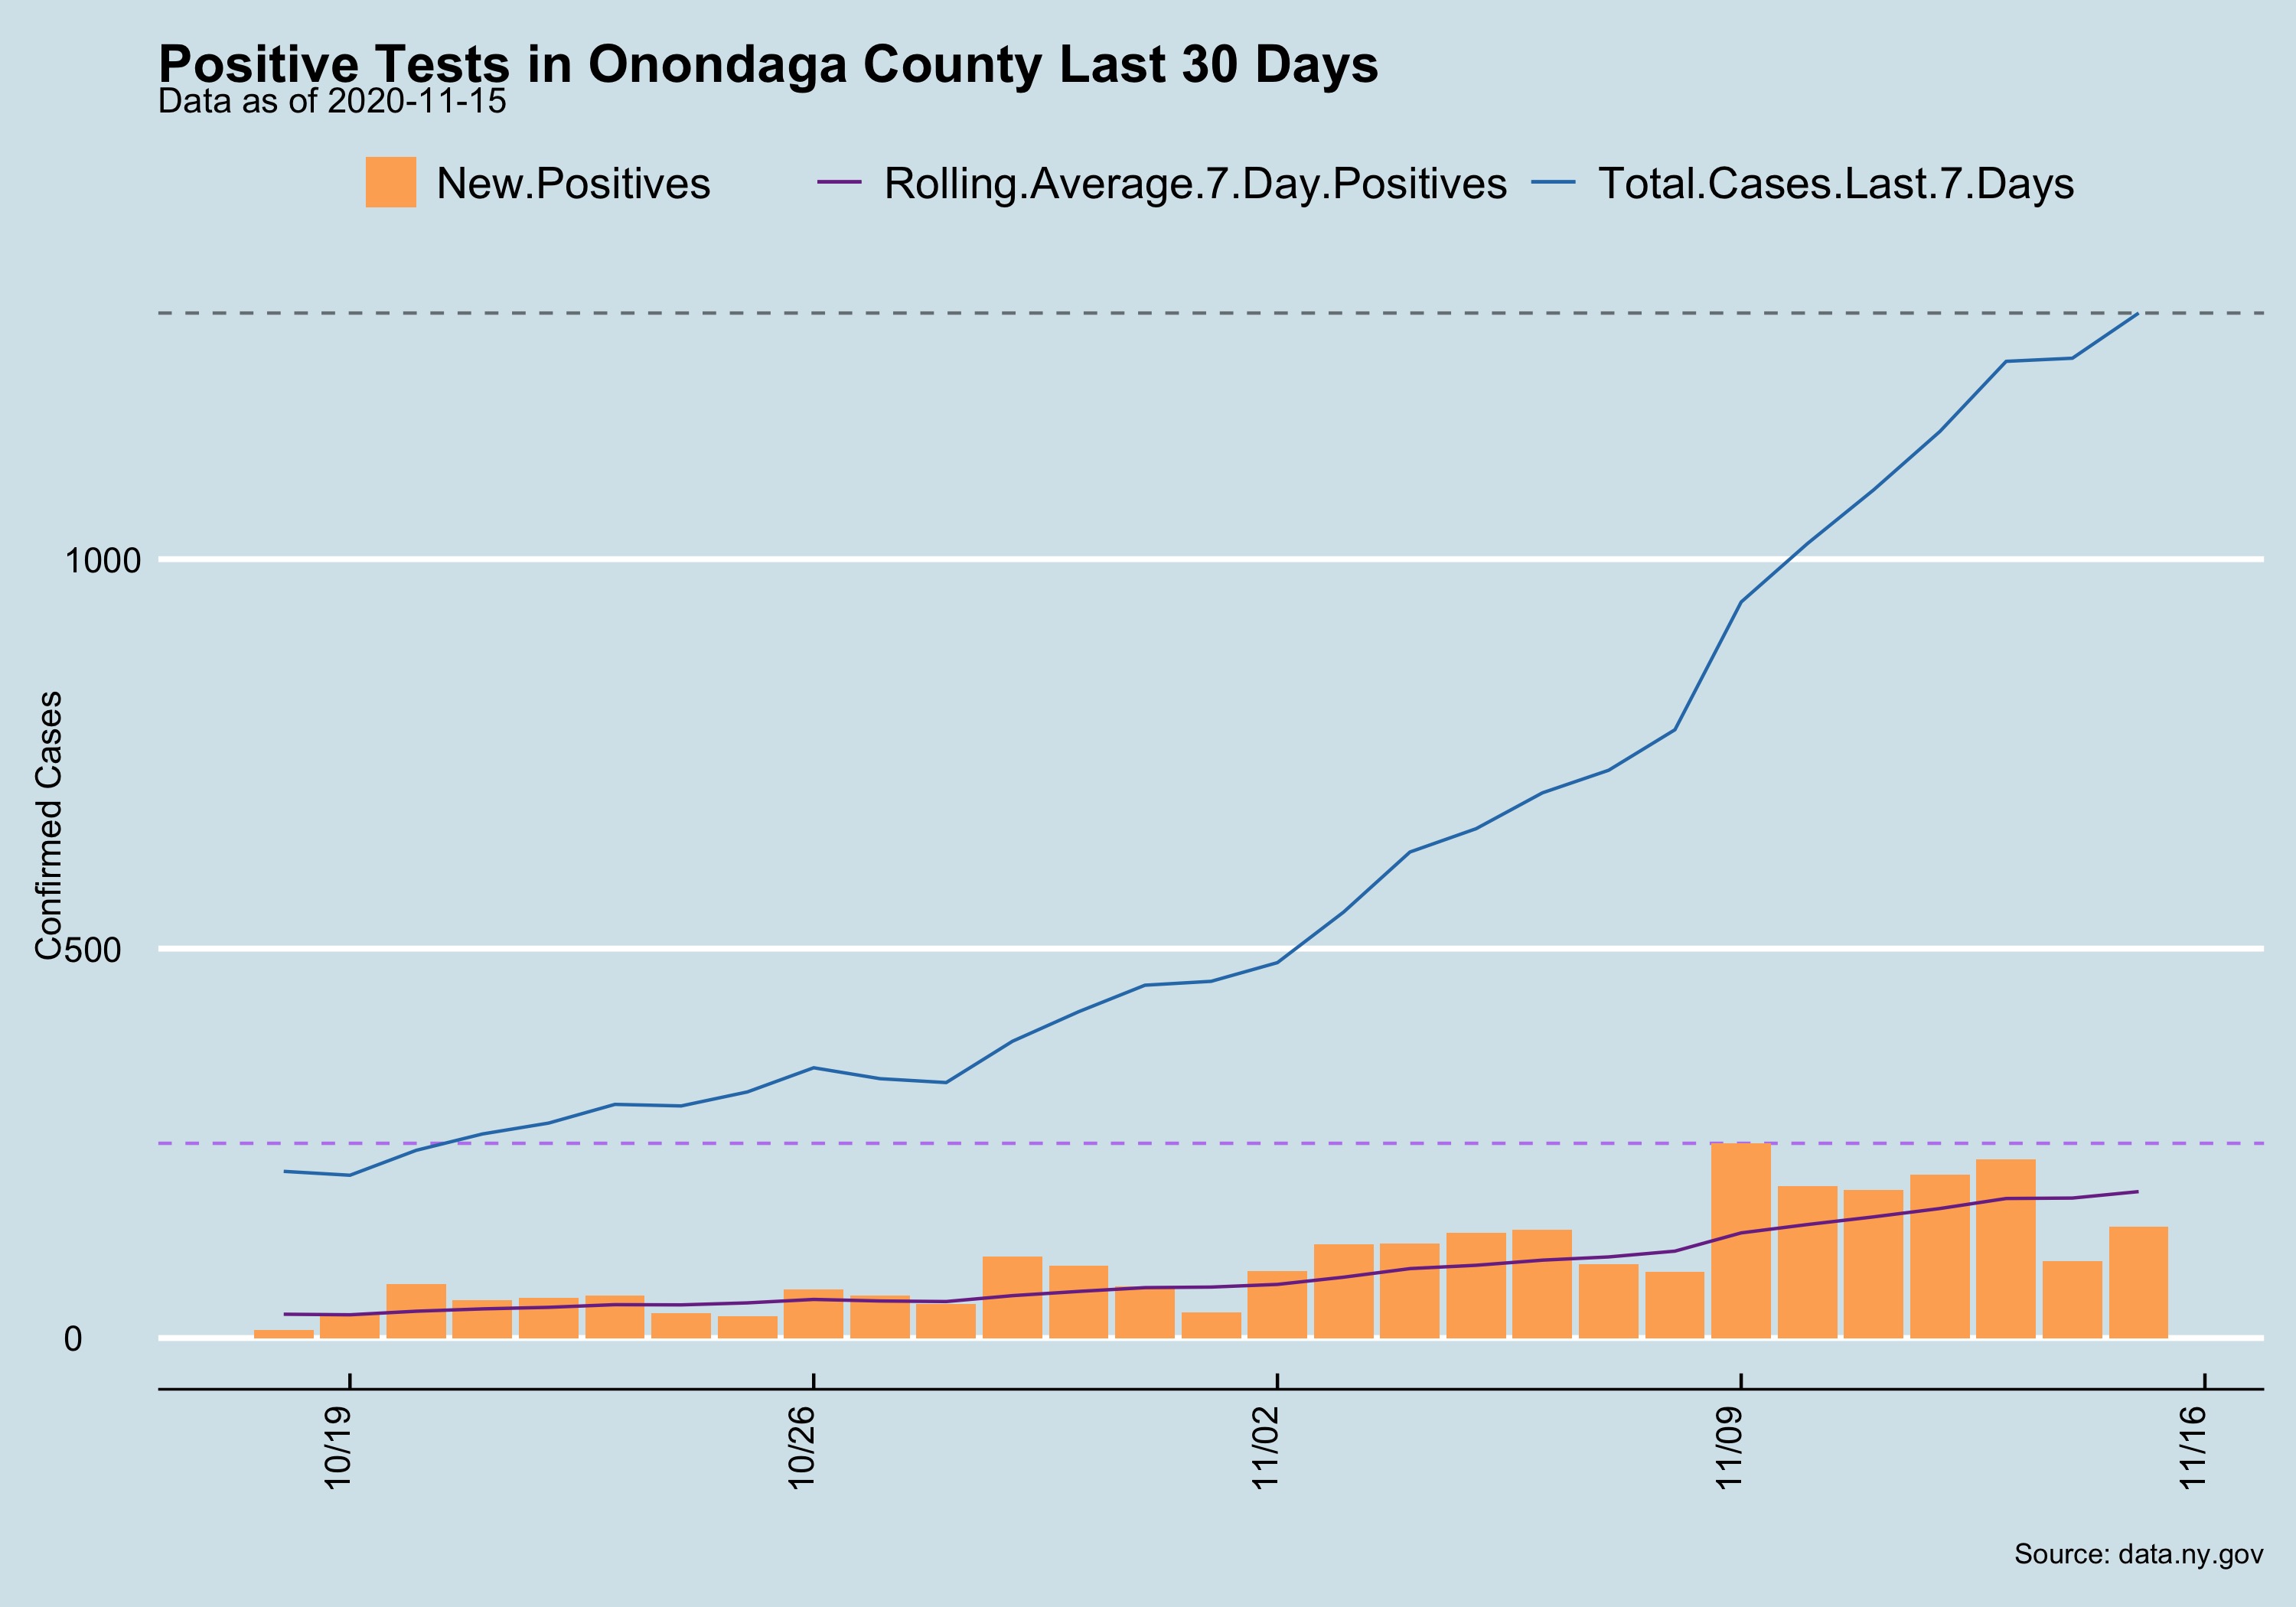 Positive Tests in Onondaga County Last 30 Days
Data as of 2020-11-15
New.Positives Rolling.Average.7.Day.Positives Total.Cases.Last.7.Days
Confirmed Cases
1000
500
0
10/19 10/26 11/02 11/09 11/16
Source: data.ny.gov